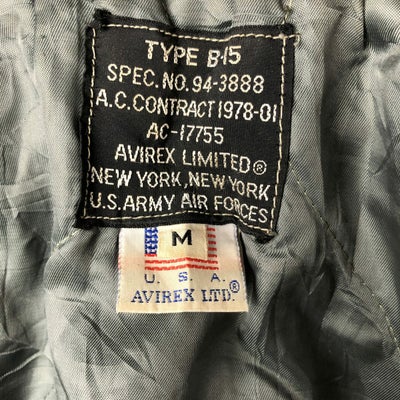 TYPE B-15
SPEC.NO.94-3888
A.C.CONTRACT 1978-01
AC-17755
AVIREX LIMITED®
NEW YORK, NEW YORK
U.S.ARMY AIR FORCES
M
U. S. A.
AVIREX LTD.®